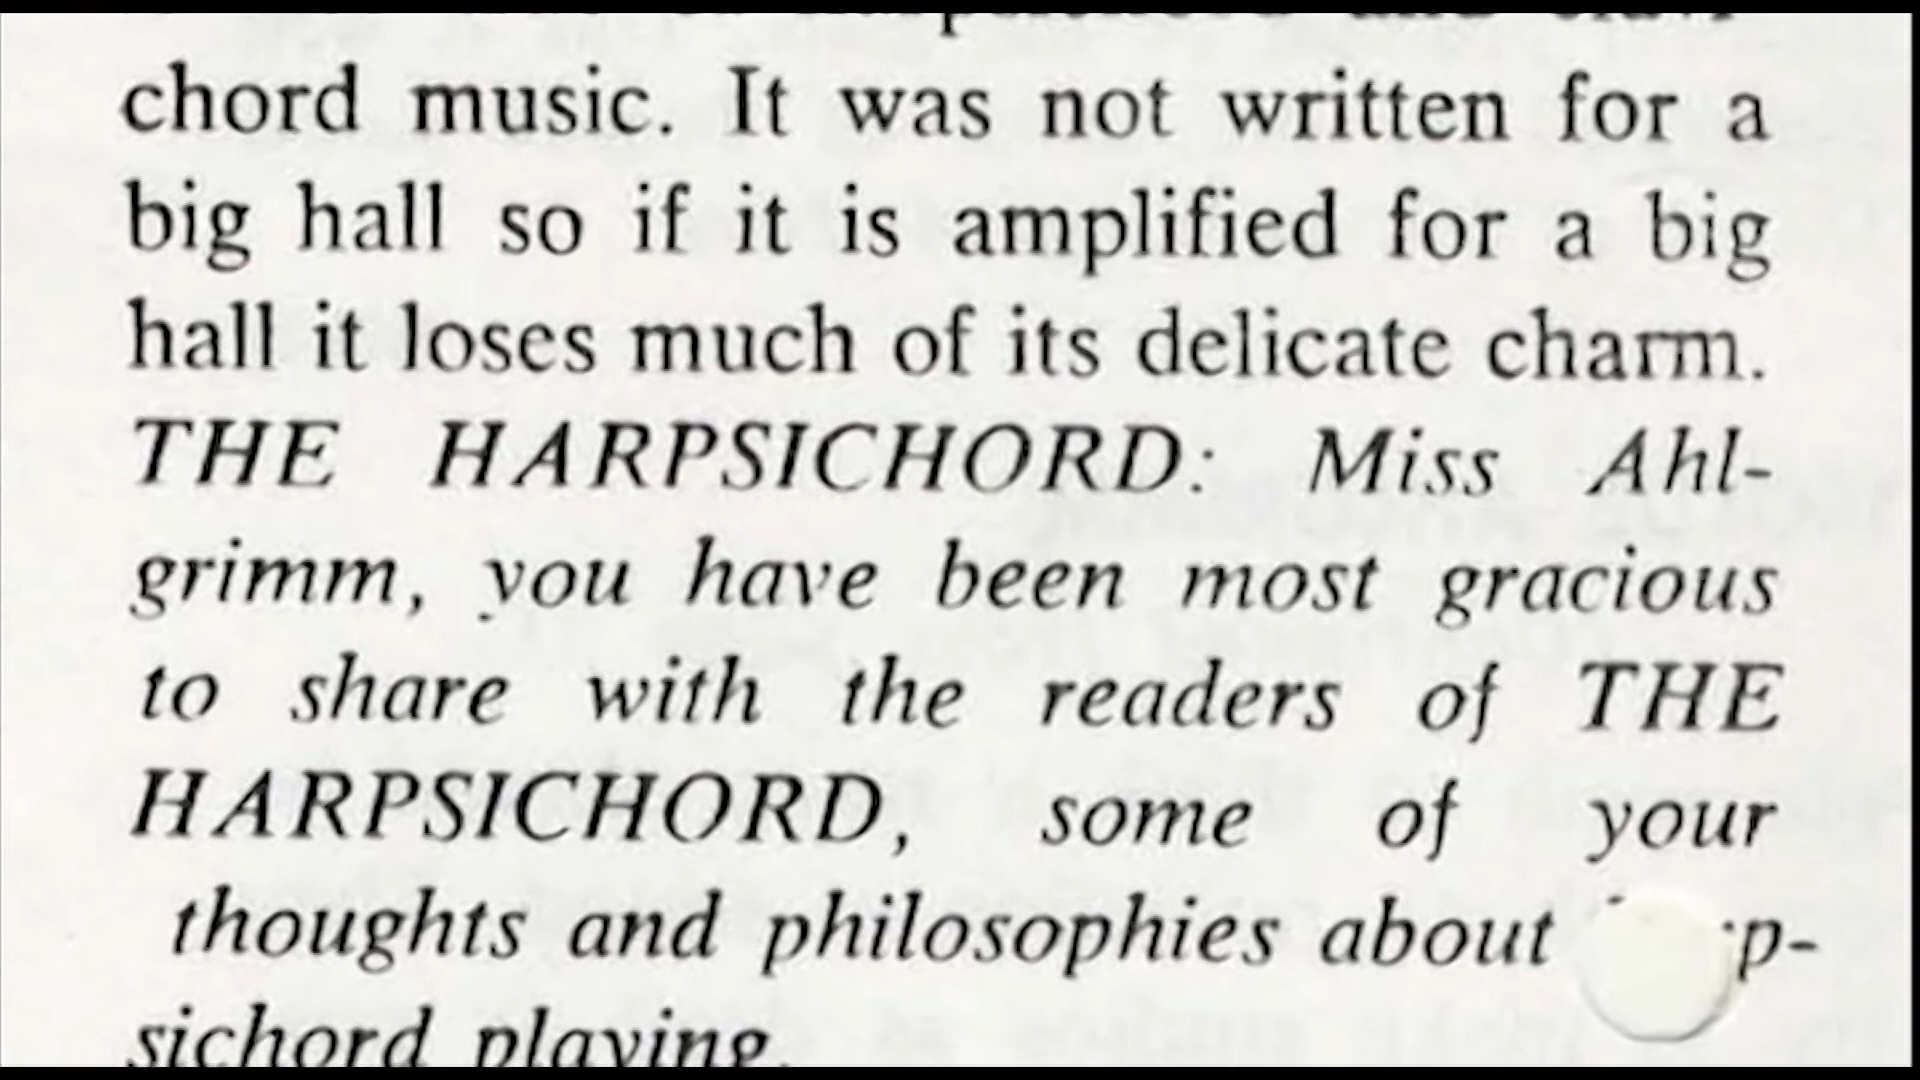 chord music. It was not written for a
big hall so if it is amplified for a big
hall it loses much of its delicate charm.
THE HARPSICHORD: Miss Ahl-
grimm, you have been most gracious
to share with the readers of THE
HARPSICHORD, some of your
thoughts and philosophies about
sichord playing.